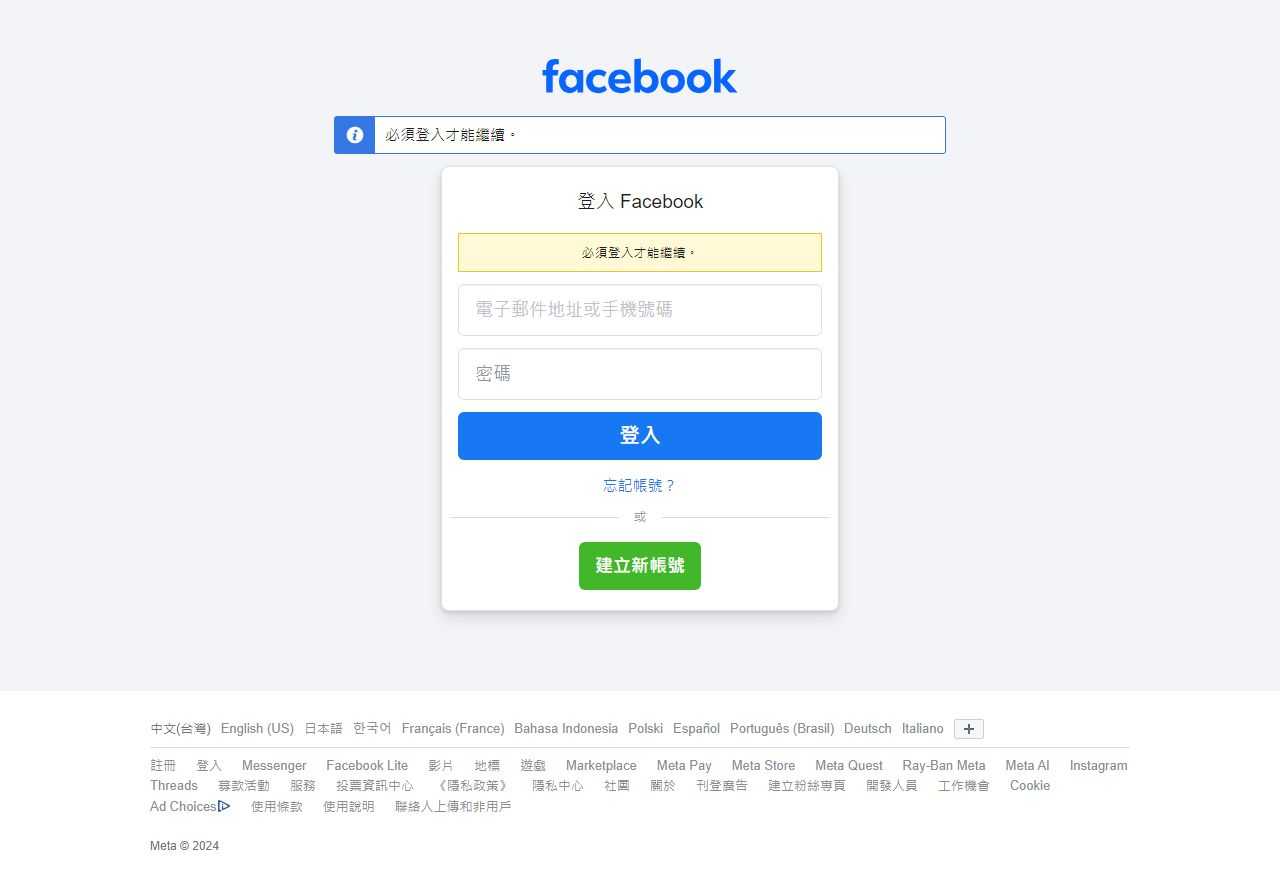 facebook
必須登入才能繼續。
登入 Facebook
必須登入才能繼續。
電子郵件地址或手機號碼
密碼
登入
忘記帳號？
或
建立新帳號
中文(台灣) English (US) 日本語 한국어 Français (France) Bahasa Indonesia Polski Español Português (Brasil) Deutsch Italiano
註冊 登入 Messenger Facebook Lite 影片 地標 遊戲 Marketplace Meta Pay Meta Store Meta Quest Ray-Ban Meta Meta AI Instagram
Threads 募款活動 服務 投票資訊中心 《隱私政策》 隱私中心 社團 關於 刊登廣告 建立粉絲專頁 開發人員 工作機會 Cookie
Ad Choices 使用條款 使用說明 聯絡人上傳和非用戶
Meta © 2024